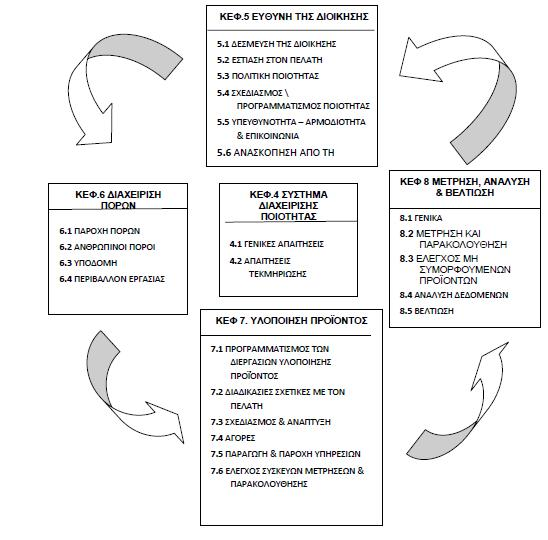 ΚΕΦ.5 ΕΥΘΥΝΗ ΤΗΣ ΔΙΟΙΚΗΣΗΣ
5.1 ΔΕΣΜΕΥΣΗ ΤΗΣ ΔΙΟΙΚΗΣΗΣ
5.2 ΕΣΤΙΑΣΗ ΣΤΟΝ ΠΕΛΑΤΗ
5.3 ΠΟΛΙΤΙΚΗ ΠΟΙΟΤΗΤΑΣ
5.4 ΣΧΕΔΙΑΣΜΟΣ \
ΠΡΟΓΡΑΜΜΑΤΙΣΜΟΣ ΠΟΙΟΤΗΤΑΣ
5.5 ΥΠΕΥΘΥΝΟΤΗΤΑ – ΑΡΜΟΔΙΟΤΗΤΑ
& ΕΠΙΚΟΙΝΩΝΙΑ
5.6 ΑΝΑΣΚΟΠΗΣΗ ΑΠΟ ΤΗ
ΚΕΦ.6 ΔΙΑΧΕΙΡΙΣΗ
ΠΟΡΩΝ
6.1 ΠΑΡΟΧΗ ΠΟΡΩΝ
6.2 ΑΝΘΡΩΠΙΝΟΙ ΠΟΡΟΙ
6.3 ΥΠΟΔΟΜΗ
6.4 ΠΕΡΙΒΑΛΛΟΝ ΕΡΓΑΣΙΑΣ
ΚΕΦ.4 ΣΥΣΤΗΜΑ
ΔΙΑΧΕΙΡΙΣΗΣ
ΠΟΙΟΤΗΤΑΣ
4.1 ΓΕΝΙΚΕΣ ΑΠΑΙΤΗΣΕΙΣ
4.2 ΑΠΑΙΤΗΣΕΙΣ
ΤΕΚΜΗΡΙΩΣΗΣ
ΚΕΦ 8 ΜΕΤΡΗΣΗ, ΑΝΑΛΥΣΗ
& ΒΕΛΤΙΩΣΗ
8.1 ΓΕΝΙΚΑ
8.2 ΜΕΤΡΗΣΗ ΚΑΙ
ΠΑΡΑΚΟΛΟΥΘΗΣΗ
8.3 ΕΛΕΓΧΟΣ ΜΗ
ΣΥΜΟΡΦΟΥΜΕΝΩΝ
ΠΡΟΪΟΝΤΩΝ
8.4 ΑΝΑΛΥΣΗ ΔΕΔΟΜΕΝΩΝ
8.5 ΒΕΛΤΙΩΣΗ
ΚΕΦ 7. ΥΛΟΠΟΙΗΣΗ ΠΡΟΪΟΝΤΟΣ
7.1 ΠΡΟΓΡΑΜΜΑΤΙΣΜΟΣ ΤΩΝ
ΔΙΕΡΓΑΣΙΩΝ ΥΛΟΠΟΙΗΣΗΣ
ΠΡΟΪΟΝΤΟΣ
7.2 ΔΙΑΔΙΚΑΣΙΕΣ ΣΧΕΤΙΚΕΣ ΜΕ ΤΟΝ
ΠΕΛΑΤΗ
7.3 ΣΧΕΔΙΑΣΜΟΣ & ΑΝΑΠΤΥΞΗ
7.4 ΑΓΟΡΕΣ
7.5 ΠΑΡΑΓΩΓΗ & ΠΑΡΟΧΗ ΥΠΗΡΕΣΙΩΝ
7.6 ΕΛΕΓΧΟΣ ΣΥΣΚΕΥΩΝ ΜΕΤΡΗΣΕΩΝ &
ΠΑΡΑΚΟΛΟΥΘΗΣΗΣ